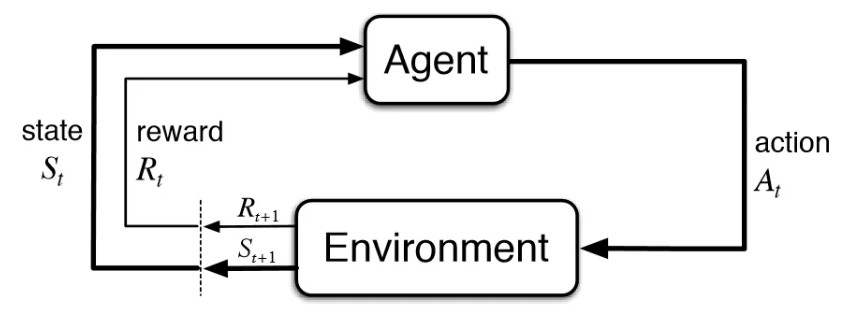 Agent
state
S_t
reward
R_t
action
A_t
R_{t+1}
S_{t+1}
Environment